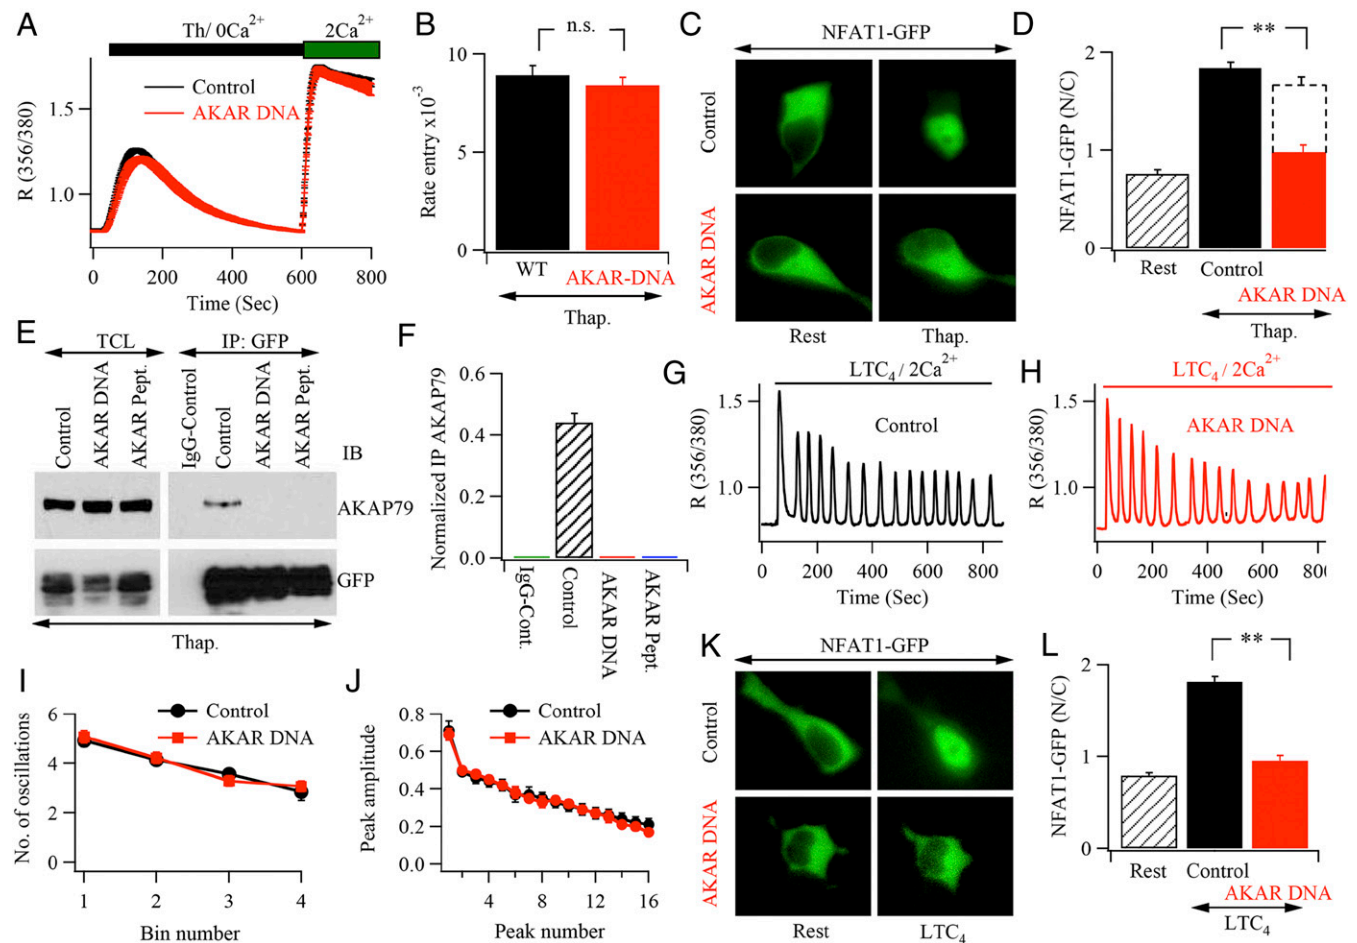 A
Th/ 0Ca2+
2Ca2+
Control
AKAR DNA
R (356/380)
1.5
1.0
0 200 400 600 800
Time (Sec)
B
n.s.
Rate entry x10-3
10
5
0
WT
AKAR-DNA
Thap.
C
NFAT1-GFP
Control
AKAR DNA
Rest
Thap.
D
**
NFAT1-GFP (N/C)
2
1
0
Rest
Control
AKAR DNA
Thap.
E
TCL
IP: GFP
Control
AKAR DNA
AKAR Pept.
IgG-Control
Control
AKAR DNA
AKAR Pept.
IB
AKAP79
GFP
Thap.
F
Normalized IP AKAP79
0.6
0.4
0.2
0.0
IgG-Cont.
Control
AKAR DNA
AKAR Pept.
G
LTC4 / 2Ca2+
Control
R (356/380)
1.5
1.0
0 200 400 600 800
Time (Sec)
H
LTC4 / 2Ca2+
AKAR DNA
R (356/380)
1.5
1.0
0 200 400 600 800
Time (Sec)
I
Control
AKAR DNA
No. of oscillations
6
4
2
0
1 2 3 4
Bin number
J
Control
AKAR DNA
Peak amplitude
0.8
0.6
0.4
0.2
0.0
4 8 12 16
Peak number
K
NFAT1-GFP
Control
AKAR DNA
Rest
LTC4
L
**
NFAT1-GFP (N/C)
2
1
0
Rest
Control
AKAR DNA
LTC4